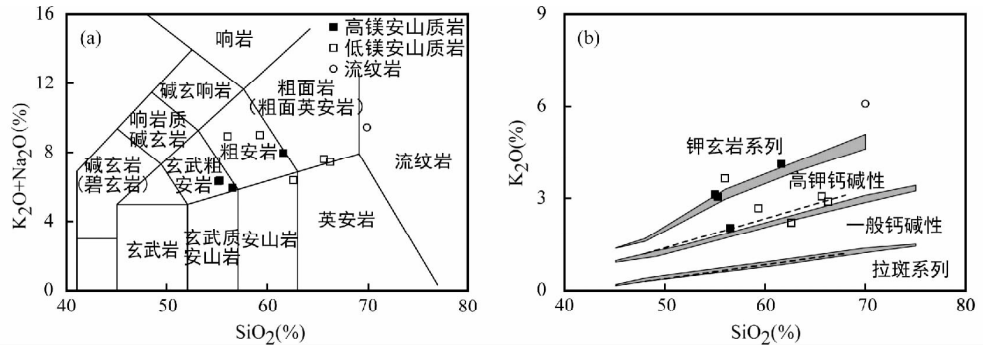 (a)
响岩
高镁安山质岩
低镁安山质岩
流纹岩
碱玄响岩
粗面岩
(粗面英安岩)
响岩质
碱玄岩
碱玄岩
(碧玄岩)
玄武粗
安岩
粗安岩
流纹岩
玄武岩
玄武质
安山岩
安山岩
英安岩
K2O+Na2O(%)
16
12
8
4
0
40
50
60
70
80
SiO2(%)
(b)
钾玄岩系列
高钾钙碱性
一般钙碱性
拉斑系列
K2O(%)
9
6
3
0
40
50
60
70
80
SiO2(%)